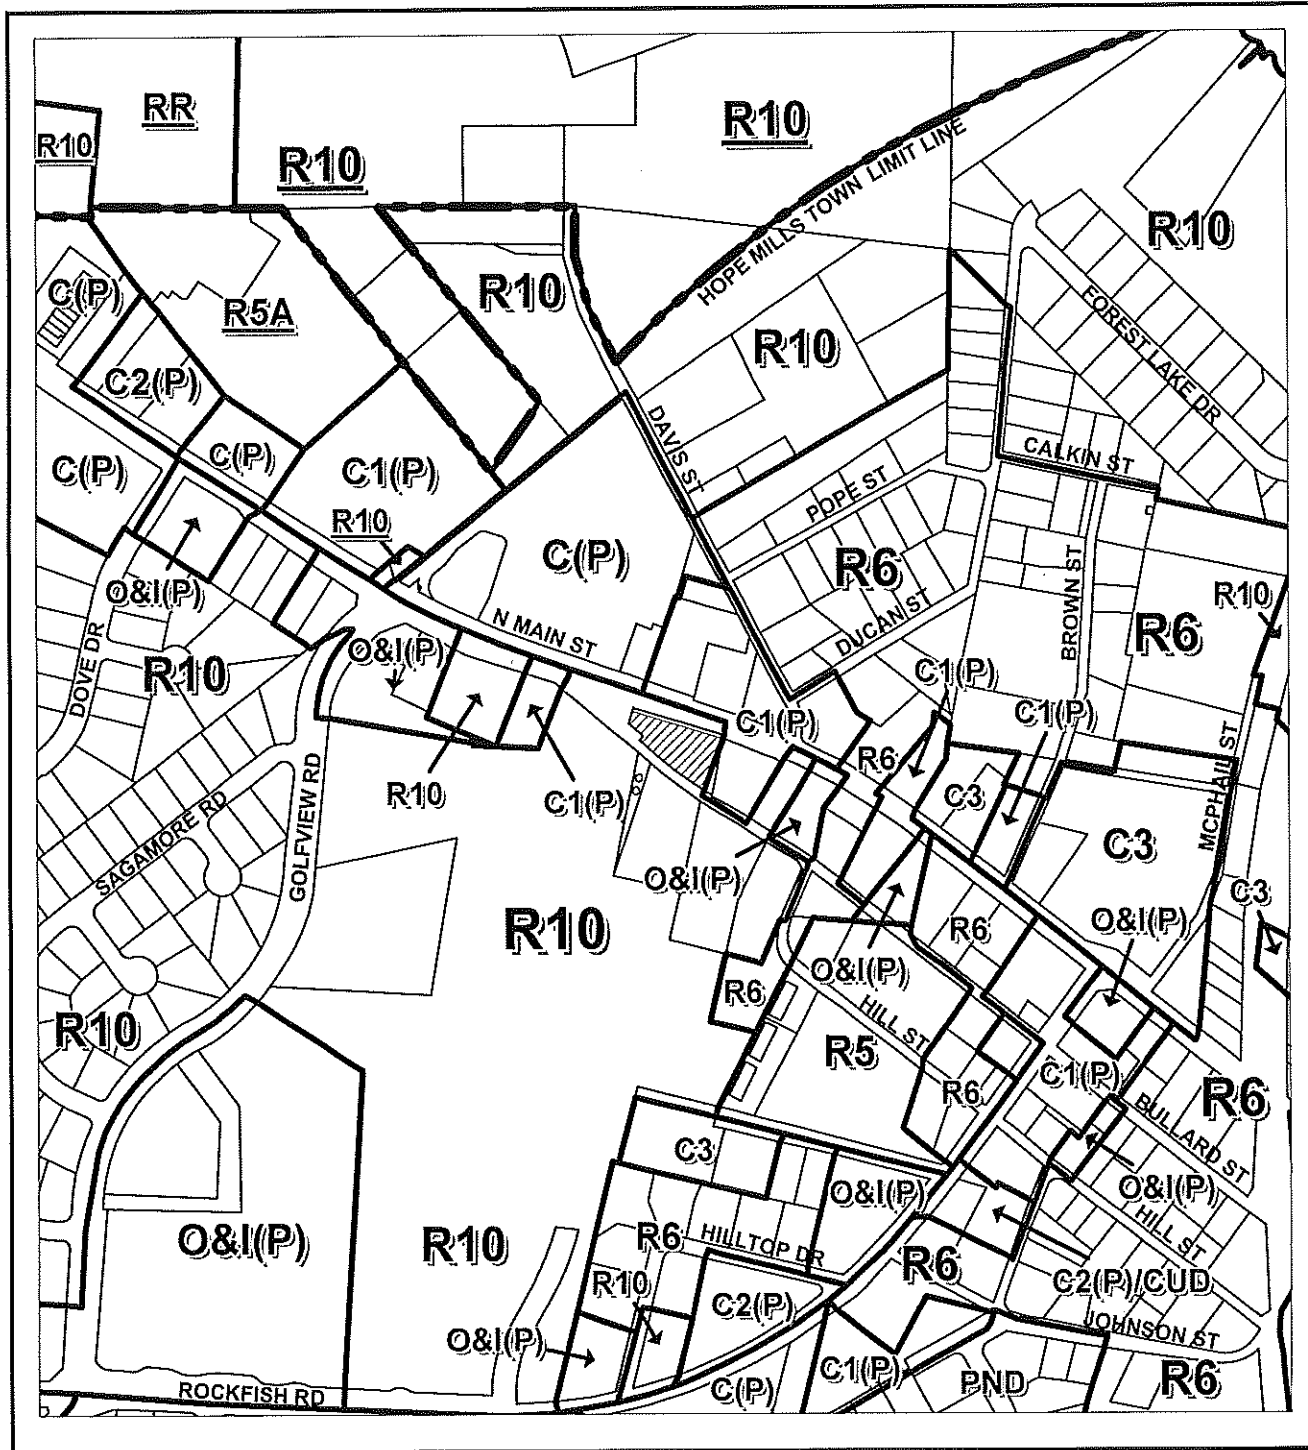 RR
R10
R10
R10
HOPE MILLS TOWN LIMIT LINE
R10
C(P)
R5A
R10
R10
FOREST LAKE DR
C2(P)
DAVIS ST
C(P)
C(P)
C1(P)
CALKIN ST
POPE ST
R10
C(P)
R6
O&I(P)
DUCAN ST
BROWN ST
R10
R6
N MAIN ST
DOVE DR
R10
O&I(P)
C1(P)
C1(P)
C1(P)
R6
MCPHAIL ST
GOLFVIEW RD
R10
C1(P)
C3
SAGAMORE RD
C3
O&I(P)
C3
R10
R6
O&I(P)
O&I(P)
R6
HILL ST
R10
R5
R6
C1(P)
R6
BULLARD ST
C3
O&I(P)
O&I(P)
HILL ST
O&I(P)
R10
R6
HILLTOP DR
R6
C2(P)/CUD
R10
C2(P)
O&I(P)
JOHNSON ST
ROCKFISH RD
C(P)
C1(P)
PND
R6